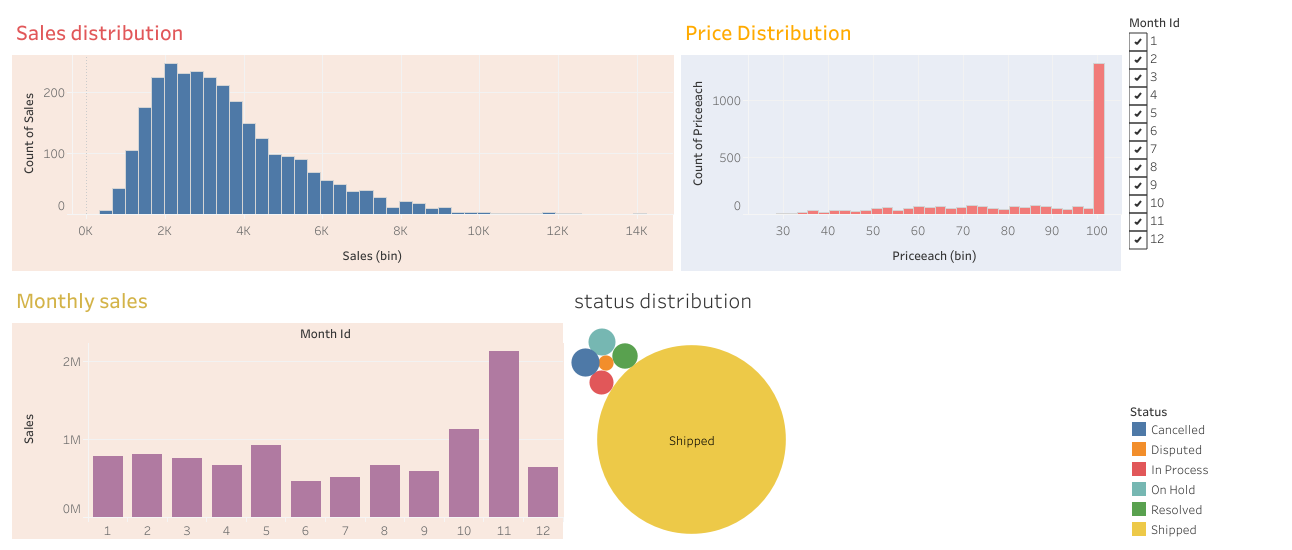 Sales distribution
Count of Sales
200
100
0
0K 2K 4K 6K 8K 10K 12K 14K
Sales (bin)
Price Distribution
Count of Priceeach
1000
500
0
30 40 50 60 70 80 90 100
Priceeach (bin)
Month Id
1
2
3
4
5
6
7
8
9
10
11
12
Monthly sales
Month Id
Sales
2M
1M
0M
1 2 3 4 5 6 7 8 9 10 11 12
status distribution
Shipped
Status
Cancelled
Disputed
In Process
On Hold
Resolved
Shipped